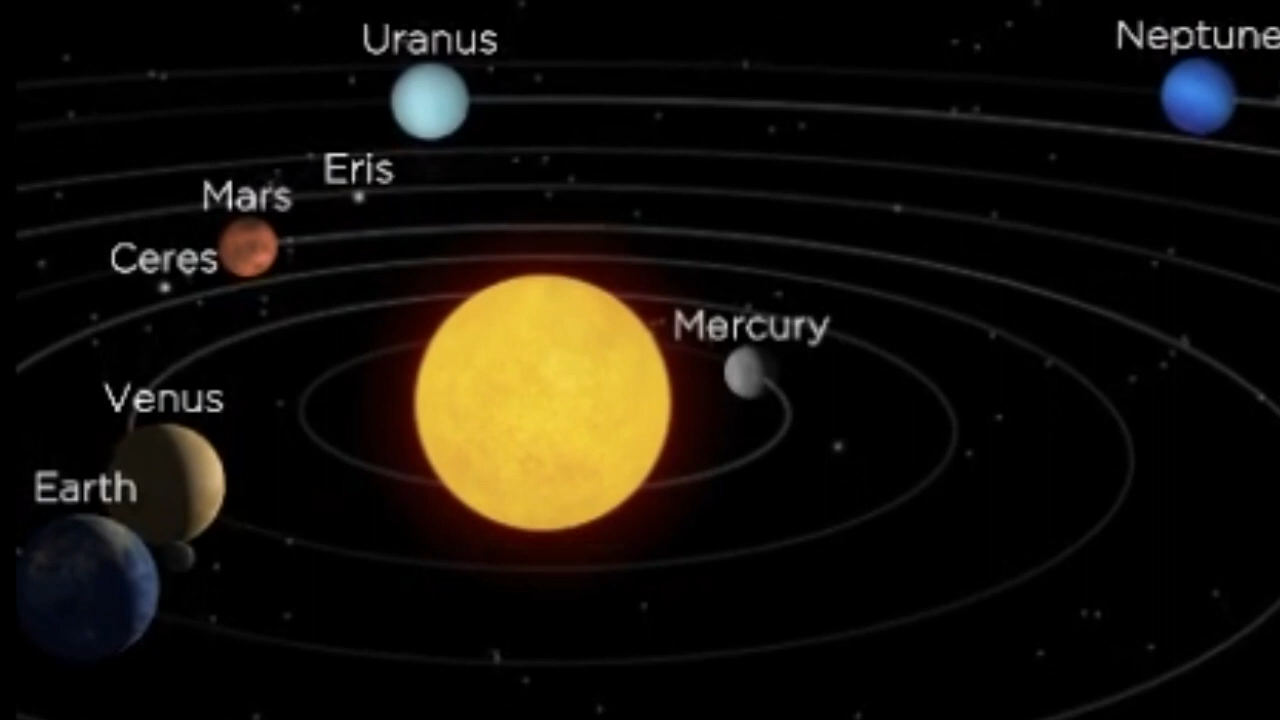 Uranus
Neptune
Eris
Mars
Ceres
Mercury
Venus
Earth